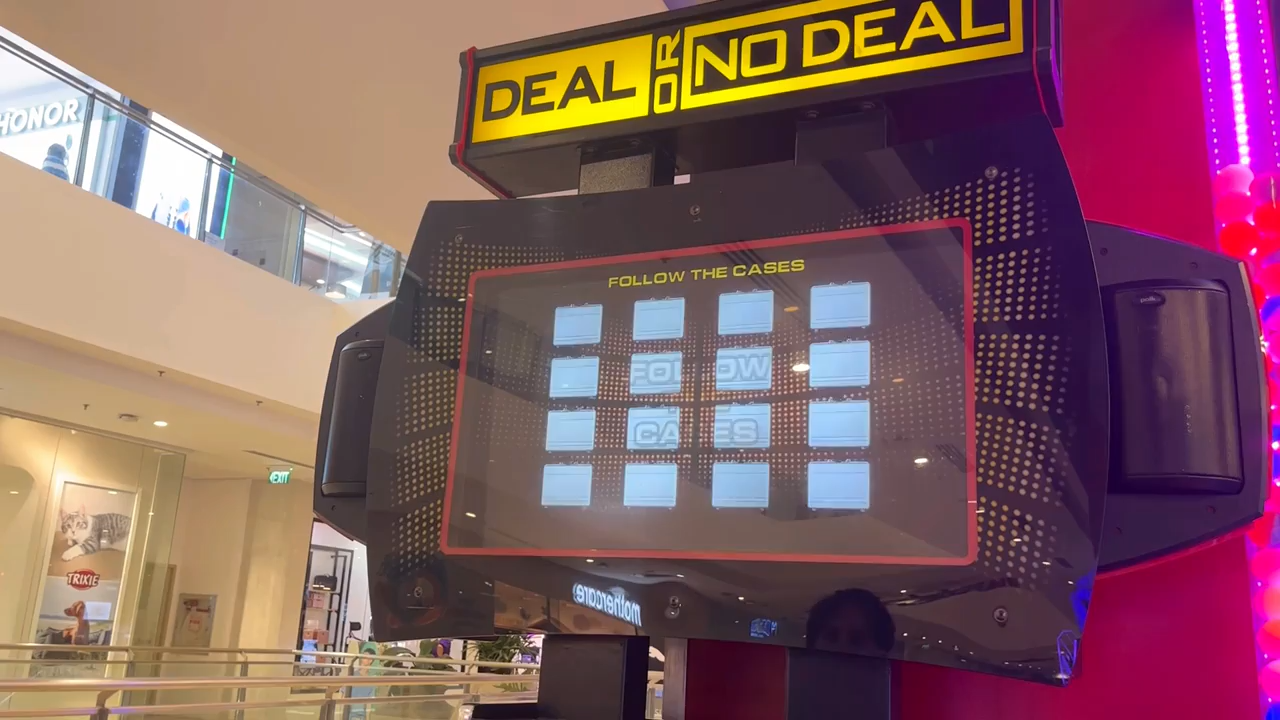 HONOR
DEAL OR NO DEAL
FOLLOW THE CASES
FOLLOW
CASES
EXIT
TRIXIE
mothercare